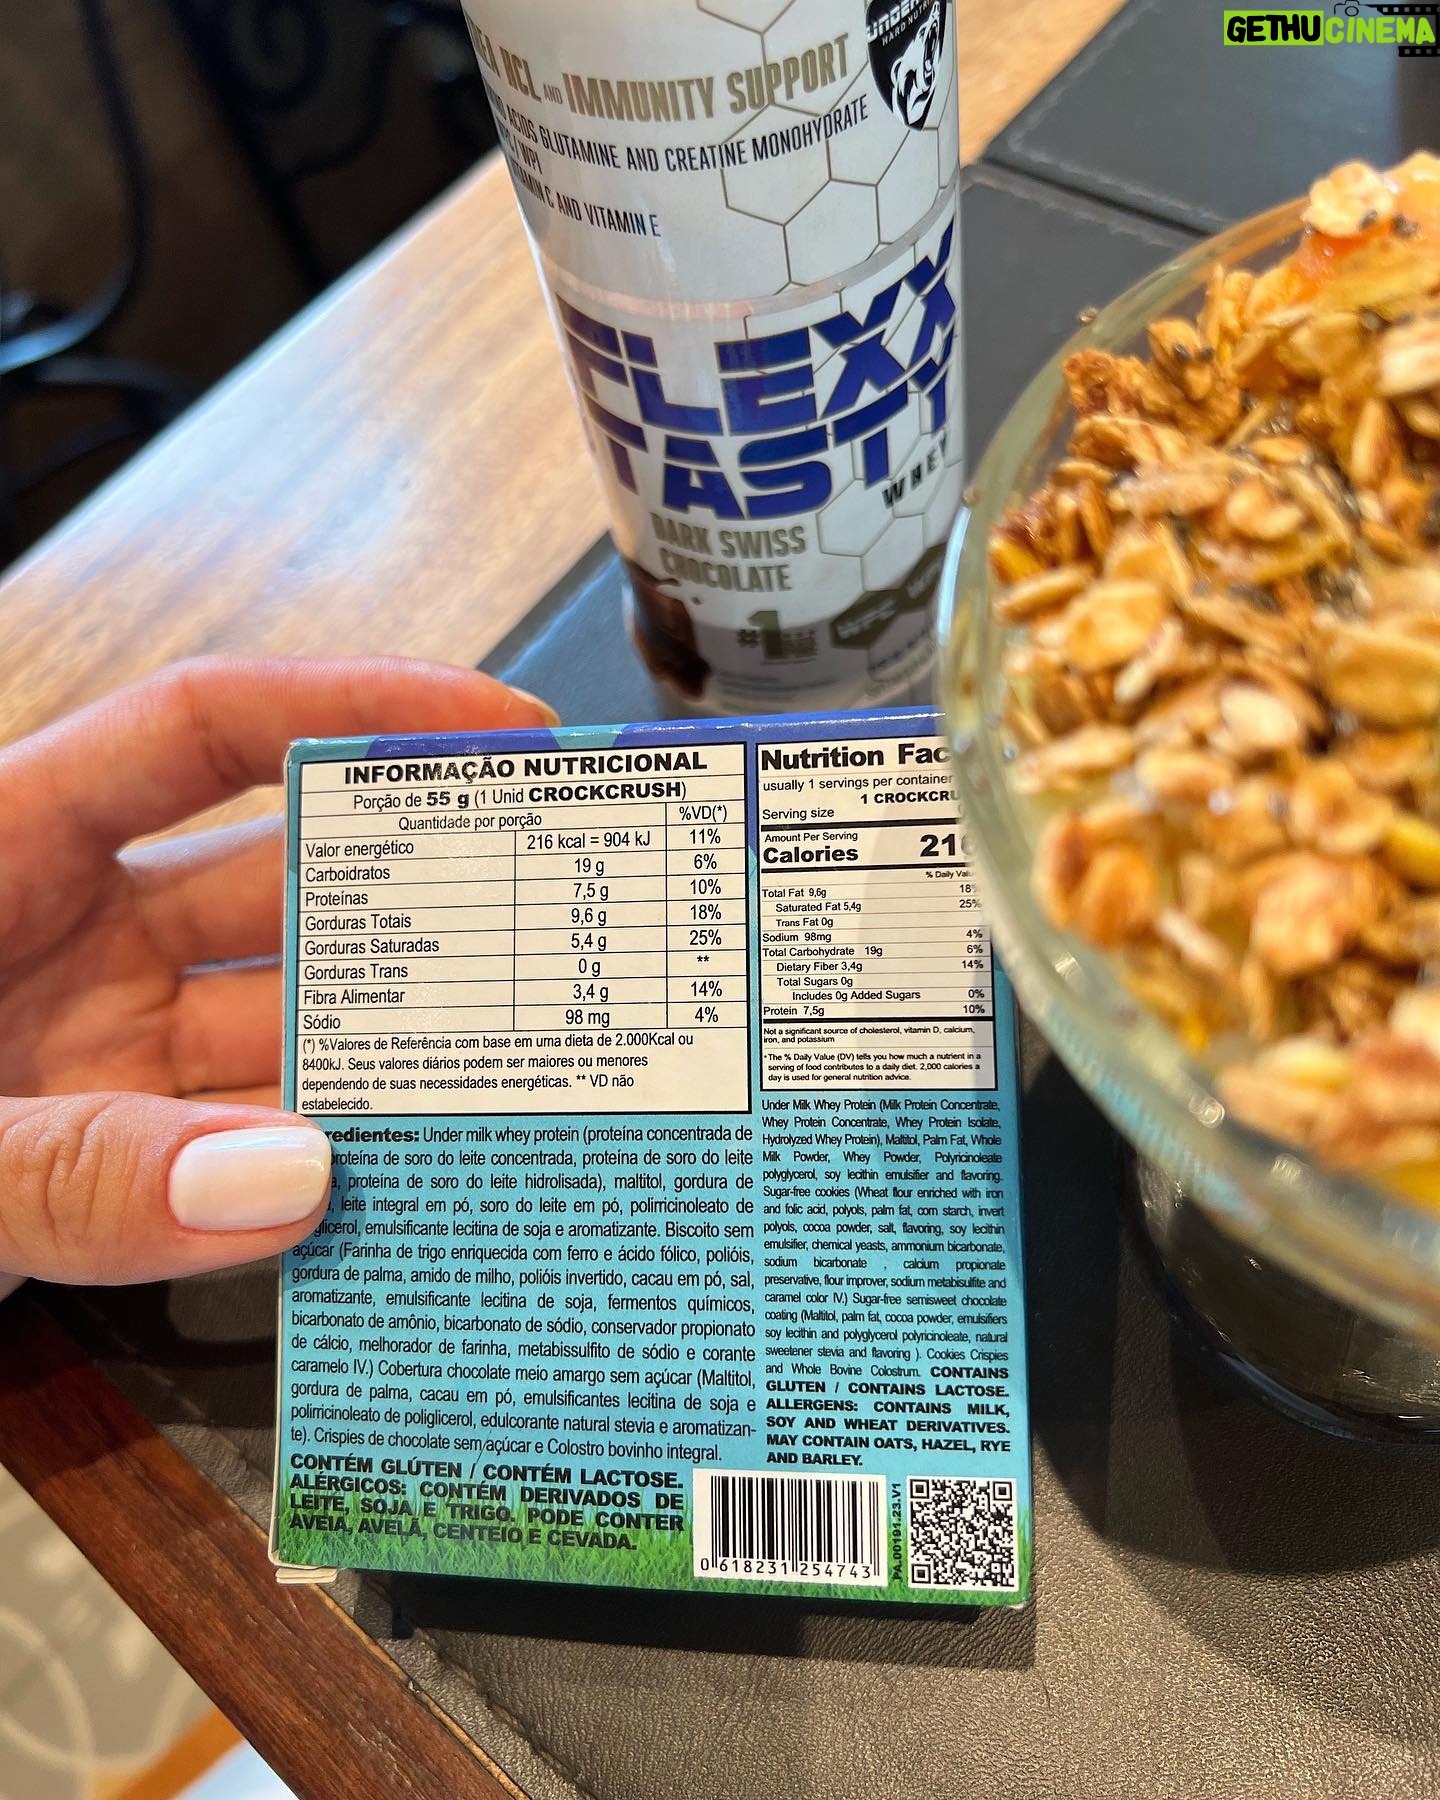 GETHUCINEMA
HCL AND IMMUNITY SUPPORT
ACIDS GLUTAMINE AND CREATINE MONOHYDRATE
WPI
C AND VITAMIN E
HARD
FLEXX
TASTY
WHEY
DARK SWISS
CHOCOLATE
#1
INFORMAÇÃO NUTRICIONAL
Porção de 55 g (1 Unid CROCKCRUSH)
Quantidade por porção %VD(*)
Valor energético 216 kcal = 904 kJ 11%
Carboidratos 19 g 6%
Proteínas 7,5 g 10%
Gorduras Totais 9,6 g 18%
Gorduras Saturadas 5,4 g 25%
Gorduras Trans 0 g **
Fibra Alimentar 3,4 g 14%
Sódio 98 mg 4%
(*) %Valores de Referência com base em uma dieta de 2.000Kcal ou
8400kJ. Seus valores diários podem ser maiores ou menores
dependendo de suas necessidades energéticas. ** VD não
estabelecido.
redientes: Under milk whey protein (proteína concentrada de
proteína de soro do leite concentrada, proteína de soro do leite
proteína de soro do leite hidrolisada), maltitol, gordura de
leite integral em pó, soro do leite em pó, polirricinoleato de
glicerol, emulsificante lecitina de soja e aromatizante. Biscoito sem
açúcar (Farinha de trigo enriquecida com ferro e ácido fólico, polióis,
gordura de palma, amido de milho, polióis invertido, cacau em pó, sal,
aromatizante, emulsificante lecitina de soja, fermentos químicos,
bicarbonato de amônio, bicarbonato de sódio, conservador propionato
de cálcio, melhorador de farinha, metabissulfito de sódio e corante
caramelo IV.) Cobertura chocolate meio amargo sem açúcar (Maltitol,
gordura de palma, cacau em pó, emulsificantes lecitina de soja e
polirricinoleato de poliglicerol, edulcorante natural stevia e aromatizan-
te). Crispies de chocolate sem açúcar e Colostro bovinho integral.
CONTÉM GLÚTEN / CONTÉM LACTOSE.
ALÉRGICOS: CONTÉM DERIVADOS DE
LEITE, SOJA E TRIGO. PODE CONTER
AVEIA, AVELÃ, CENTEIO E CEVADA.
Nutrition Fac
usually 1 servings per container
1 CROCKCRU
Serving size
Amount Per Serving
Calories 216
% Daily Valu
Total Fat 9,6g 18%
Saturated Fat 5,4g 25%
Trans Fat 0g
Sodium 98mg 4%
Total Carbohydrate 19g 6%
Dietary Fiber 3,4g 14%
Total Sugars 0g
Includes 0g Added Sugars 0%
Protein 7,5g 10%
Not a significant source of cholesterol, vitamin D, calcium,
iron, and potassium
*The % Daily Value (DV) tells you how much a nutrient in a
serving of food contributes to a daily diet. 2,000 calories a
day is used for general nutrition advice.
Under Milk Whey Protein (Milk Protein Concentrate,
Whey Protein Concentrate, Whey Protein Isolate,
Hydrolyzed Whey Protein), Maltitol, Palm Fat, Whole
Milk Powder, Whey Powder, Polyricinoleate
polyglycerol, soy lecithin emulsifier and flavoring.
Sugar-free cookies (Wheat flour enriched with iron
and folic acid, polyols, palm fat, corn starch, invert
polyols, cocoa powder, salt, flavoring, soy lecithin
emulsifier, chemical yeasts, ammonium bicarbonate,
sodium bicarbonate , calcium propionate
preservative, flour improver, sodium metabisulfite and
caramel color IV.) Sugar-free semisweet chocolate
coating (Maltitol, palm fat, cocoa powder, emulsifiers
soy lecithin and polyglycerol polyricinoleate, natural
sweetener stevia and flavoring ). Cookies Crispies
and Whole Bovine Colostrum. CONTAINS
GLUTEN / CONTAINS LACTOSE.
ALLERGENS: CONTAINS MILK,
SOY AND WHEAT DERIVATIVES.
MAY CONTAIN OATS, HAZEL, RYE
AND BARLEY.
0 618231 254743
PA.00191.23.V1